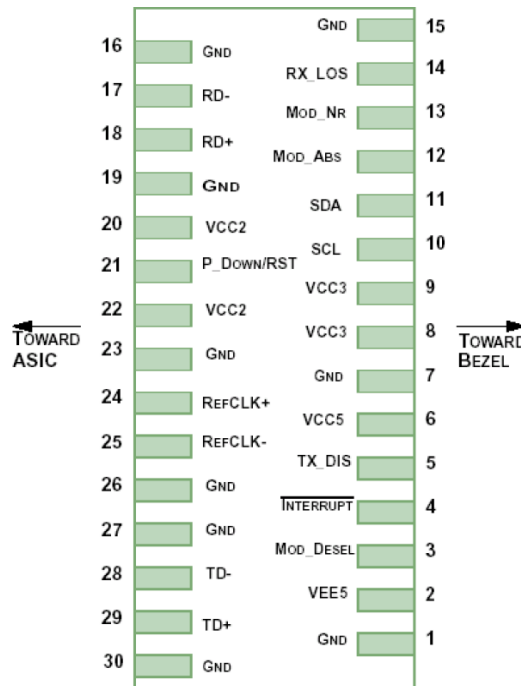 GND 15
16 GND
RX_LOS 14
17 RD-
MOD_NR 13
18 RD+
MOD_ABS 12
19 GND
SDA 11
20 VCC2
SCL 10
21 P_DOWN/RST
VCC3 9
22 VCC2
VCC3 8
TOWARD
ASIC
TOWARD
BEZEL
23 GND
GND 7
24 REFCLK+
VCC5 6
25 REFCLK-
TX_DIS 5
26 GND
INTERRUPT 4
27 GND
MOD_DESEL 3
28 TD-
VEE5 2
29 TD+
GND 1
30 GND